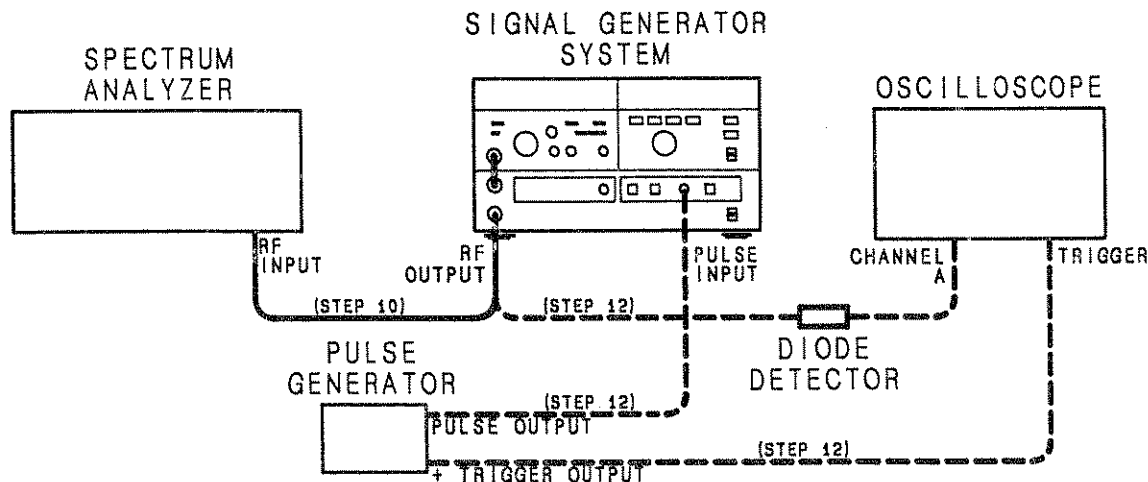 SIGNAL GENERATOR
SYSTEM
SPECTRUM
ANALYZER
OSCILLOSCOPE
RF
INPUT
RF
OUTPUT
PULSE
INPUT
CHANNEL
A
TRIGGER
(STEP 10)
(STEP 12)
DIODE
DETECTOR
PULSE
GENERATOR
(STEP 12)
PULSE OUTPUT
(STEP 12)
+ TRIGGER OUTPUT